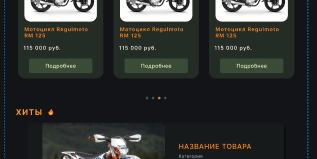 Мотоцикл Regulmoto Мотоцикл Regulmoto Мотоцикл Regulmoto
RM 125 RM 125 RM 125
115 000 руб. 115 000 руб. 115 000 руб.
Подробнее Подробнее Подробнее
ХИТЫ
НАЗВАНИЕ ТОВАРА
Категория